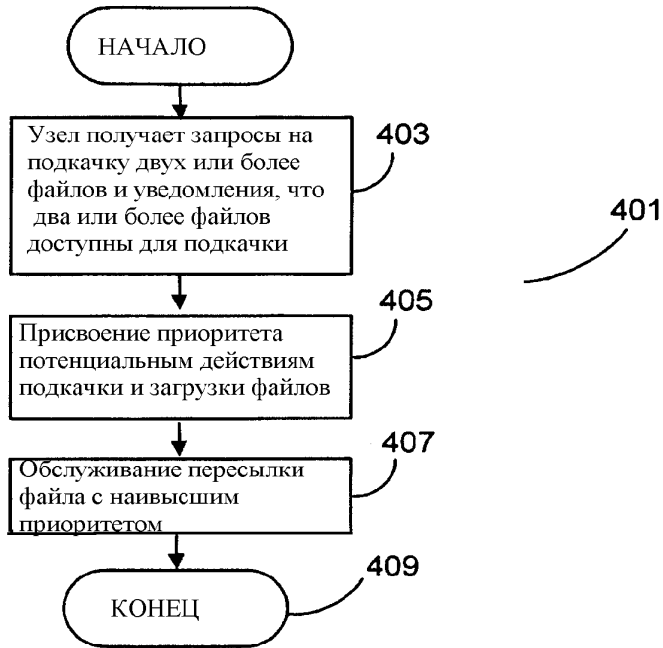 НАЧАЛО
Узел получает запросы на
подкачку двух или более
файлов и уведомления, что
два или более файлов
доступны для подкачки
403
401
Присвоение приоритета
потенциальным действиям
подкачки и загрузки файлов
405
Обслуживание пересылки
файла с наивысшим
приоритетом
407
КОНЕЦ
409